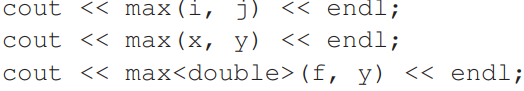 cout << max(i, j) << endl;
cout << max(x, y) << endl;
cout << max<double>(f, y) << endl;